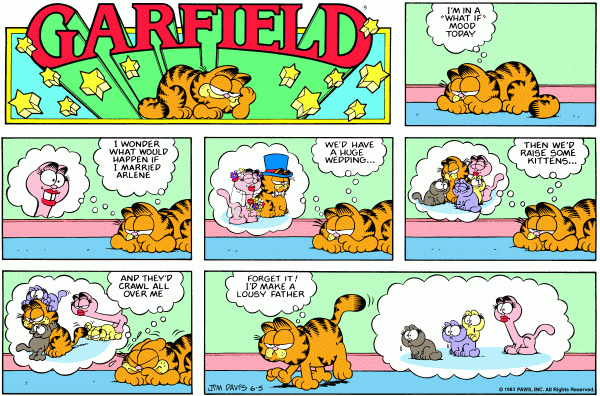 GARFIELD
®
I'M IN A
"WHAT IF"
MOOD
TODAY
I WONDER
WHAT WOULD
HAPPEN IF
I MARRIED
ARLENE
WE'D HAVE
A HUGE
WEDDING...
THEN WE'D
RAISE SOME
KITTENS...
AND THEY'D
CRAWL ALL
OVER ME
FORGET IT!
I'D MAKE A
LOUSY FATHER
JIM DAVIS 6-5
© 1983 PAWS, INC. All Rights Reserved.